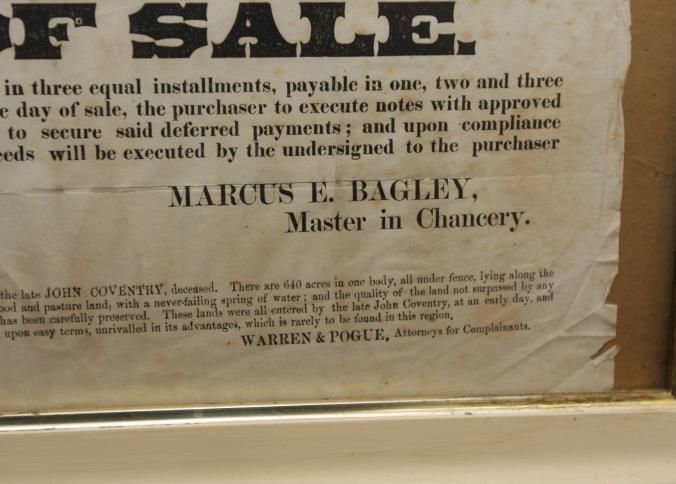 OF SALE.
in three equal installments, payable in one, two and three
e day of sale, the purchaser to execute notes with approved
to secure said deferred payments; and upon compliance
eeds will be executed by the undersigned to the purchaser
MARCUS E. BAGLEY,
Master in Chancery.
the late JOHN COVENTRY, deceased. There are 640 acres in one body, all under fence, lying along the
ood and pasture land, with a never-failing spring of water; and the quality of the land not surpassed by any
has been carefully preserved. These lands were all entered by the late John Coventry, at an early day, and
upon easy terms, unrivalled in its advantages, which is rarely to be found in this region,
WARREN & POGUE, Attorneys for Complainants.